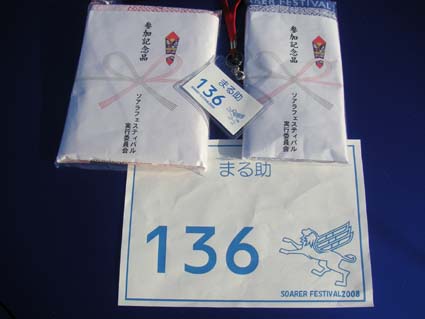 参加記念品
ソアラフェスティバル
実行委員会
まる助
136
SOARER FESTIVAL
参加記念品
ソアラフェスティバル
実行委員会
まる助
136
SOARER FESTIVAL2008